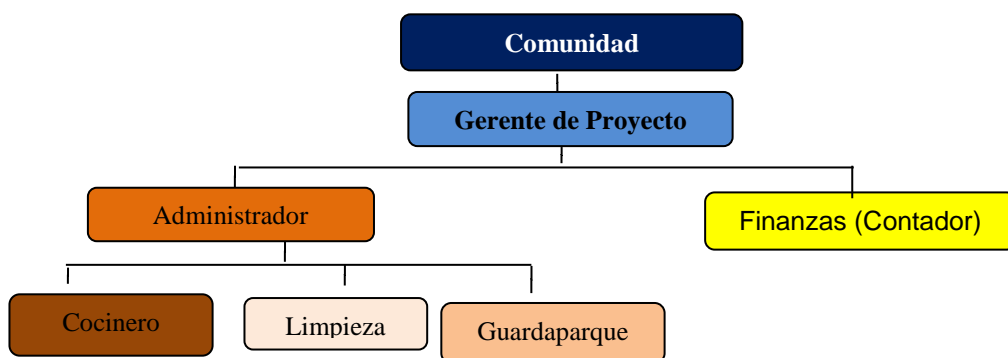 Comunidad
Gerente de Proyecto
Administrador
Finanzas (Contador)
Cocinero
Limpieza
Guardaparque